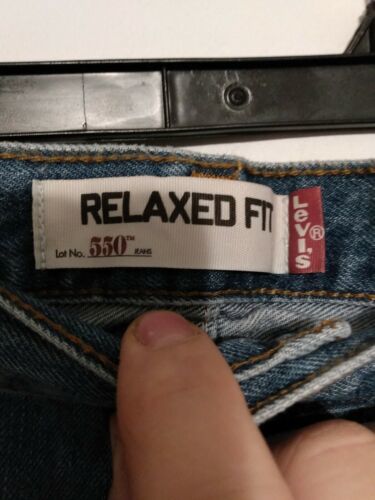 RELAXED FIT
Lot No. 550™ JEANS
Levi's®